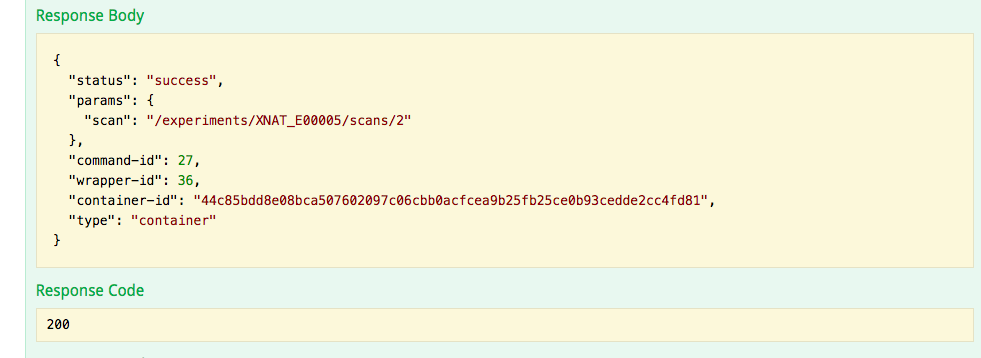 Response Body
{
"status": "success",
"params": {
"scan": "/experiments/XNAT_E00005/scans/2"
},
"command-id": 27,
"wrapper-id": 36,
"container-id": "44c85bdd8e08bca507602097c06cbb0acfcea9b25fb25ce0b93cedde2cc4fd81",
"type": "container"
}
Response Code
200